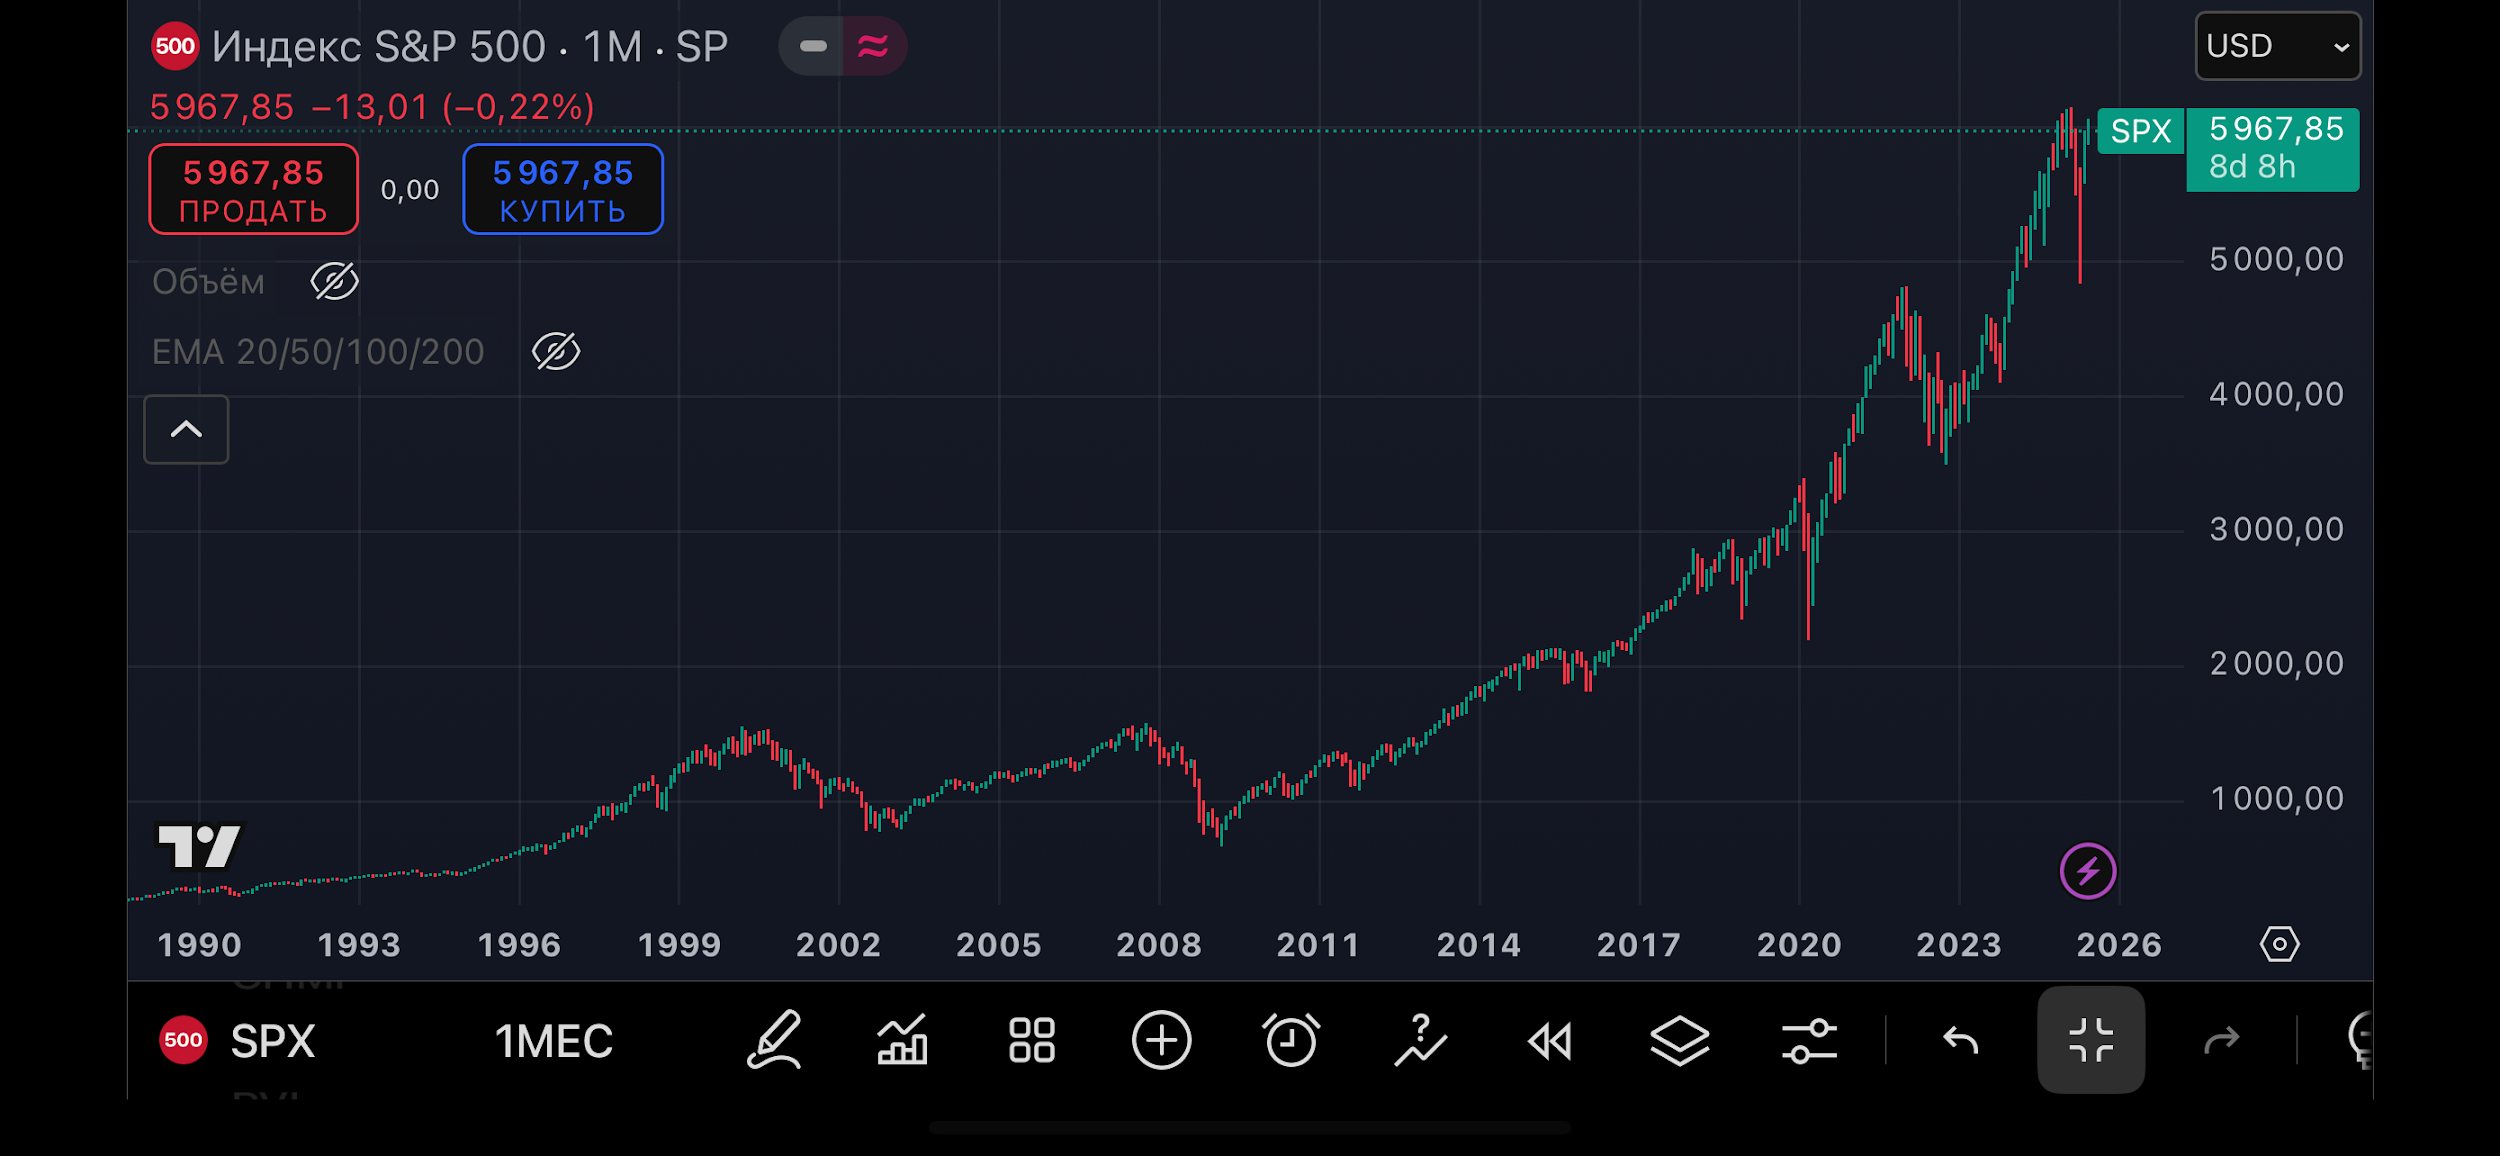 500 Индекс S&P 500 · 1М · SP
USD
5 967,85 −13,01 (−0,22%)
5 967,85
ПРОДАТЬ
0,00
5 967,85
КУПИТЬ
SPX
5 967,85
8d 8h
Объём
EMA 20/50/100/200
5 000,00
4 000,00
3 000,00
2 000,00
1 000,00
1990 1993 1996 1999 2002 2005 2008 2011 2014 2017 2020 2023 2026
500 SPX 1МЕС